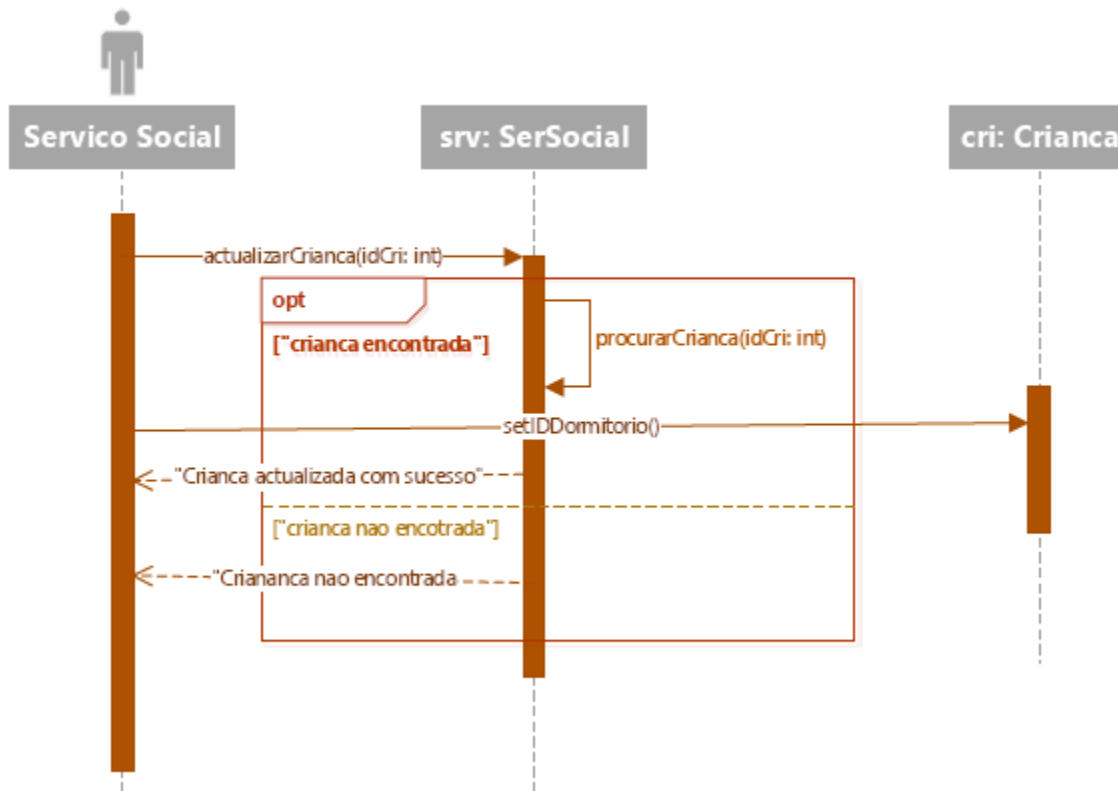 Servico Social
srv: SerSocial
cri: Crianca
actualizarCrianca(idCri: int)
opt
["crianca encontrada"]
procurarCrianca(idCri: int)
setIDDormitorio()
"Crianca actualizada com sucesso"
["crianca nao encotrada"]
"Criananca nao encontrada